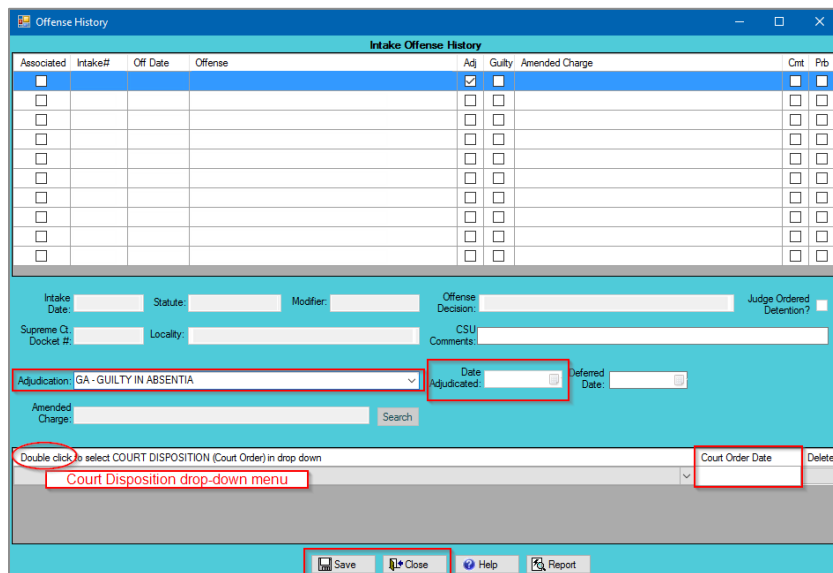 Offense History
Intake Offense History
Associated Intake# Off Date Offense Adj Guilty Amended Charge Cmt Prb
Intake Date: Statute: Modifier: Offense Decision: Judge Ordered Detention?
Supreme Ct. Docket #: Locality: CSU Comments:
Adjudication: GA - GUILTY IN ABSENTIA Date Adjudicated: Deferred Date:
Amended Charge: Search
Double click to select COURT DISPOSITION (Court Order) in drop down Court Order Date Delete
Court Disposition drop-down menu
Save Close Help Report